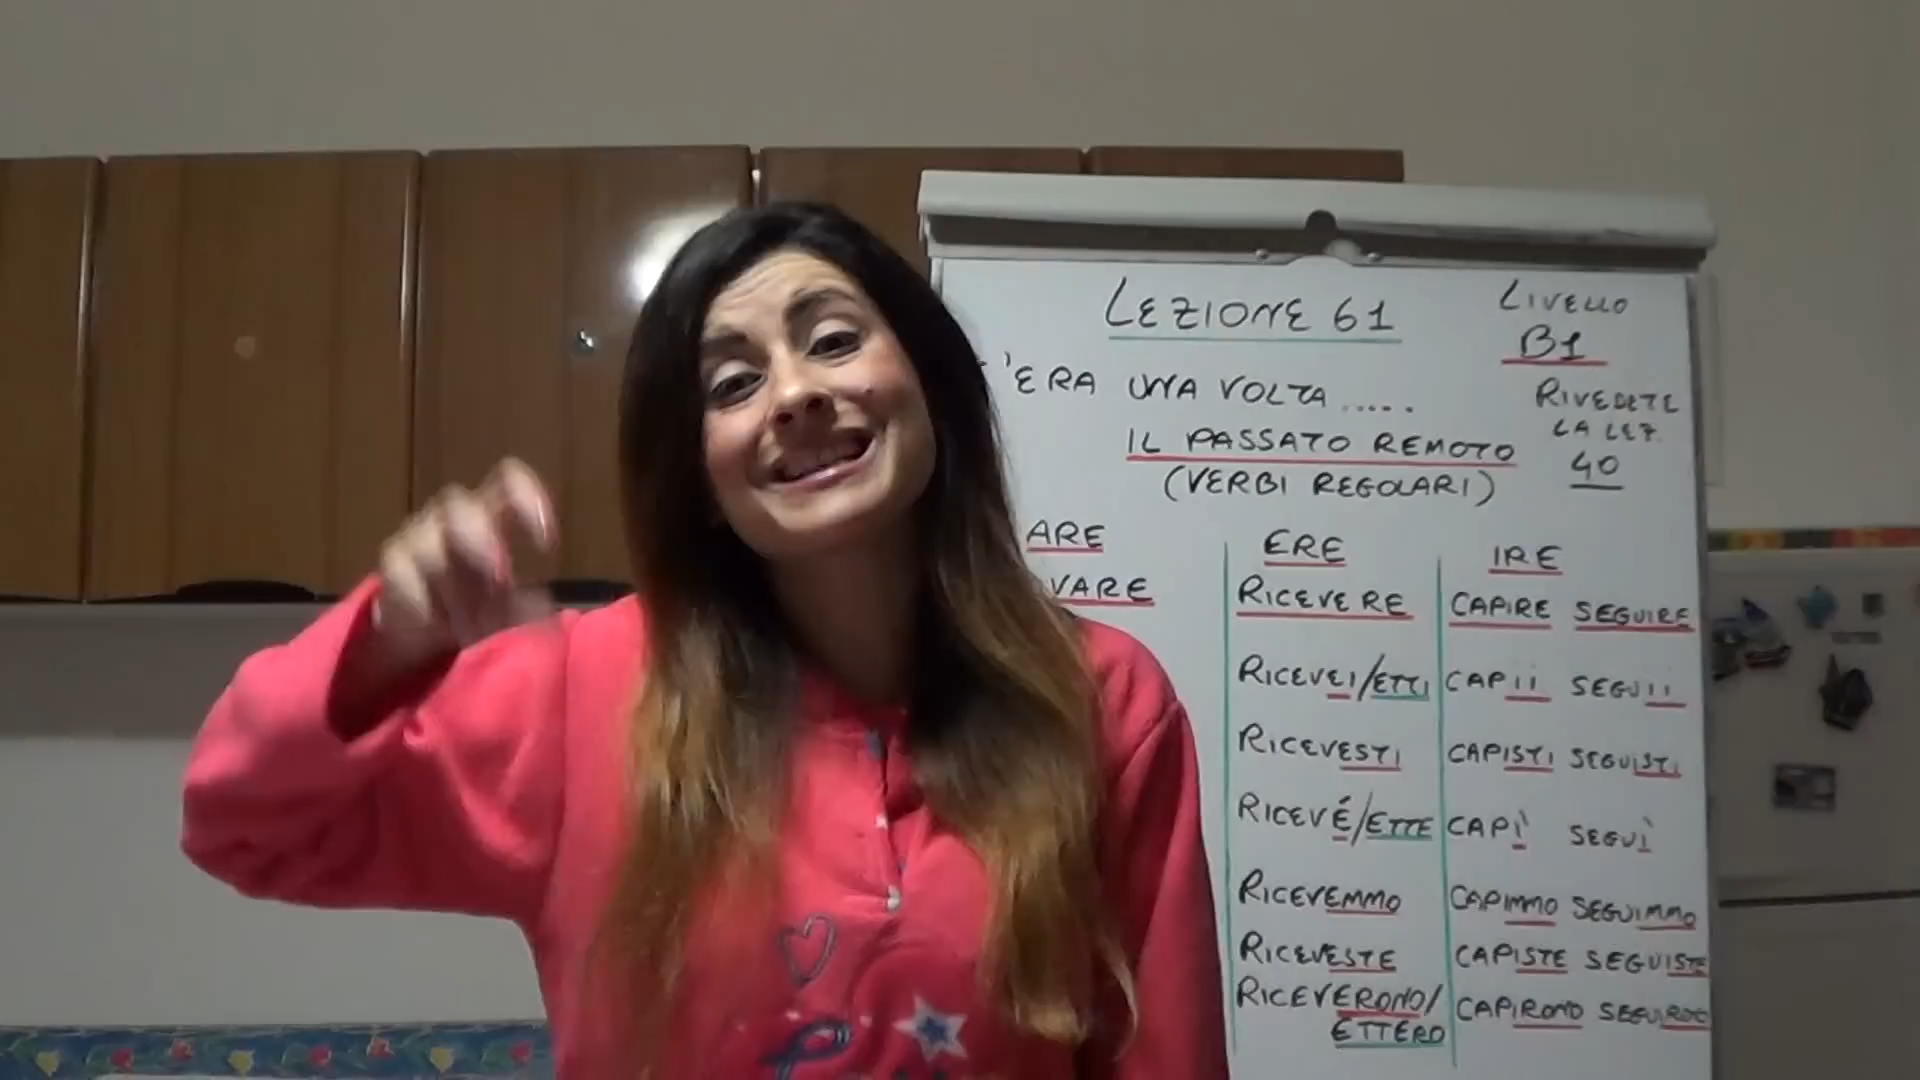 LEZIONE 61
LIVELLO
B1
'ERA UNA VOLTA.....
RIVEDETE
LA LEZ.
40
IL PASSATO REMOTO
(VERBI REGOLARI)
ARE
VARE
ERE
RICEVERE
RICEVEI/ETTI
RICEVESTI
RICEVÉ/ETTE
RICEVEMMO
RICEVESTE
RICEVERONO/
ETTERO
IRE
CAPIRE SEGUIRE
CAPII SEGUII
CAPISTI SEGUISTI
CAPÌ SEGUÌ
CAPIMMO SEGUIMMO
CAPISTE SEGUISTE
CAPIRONO